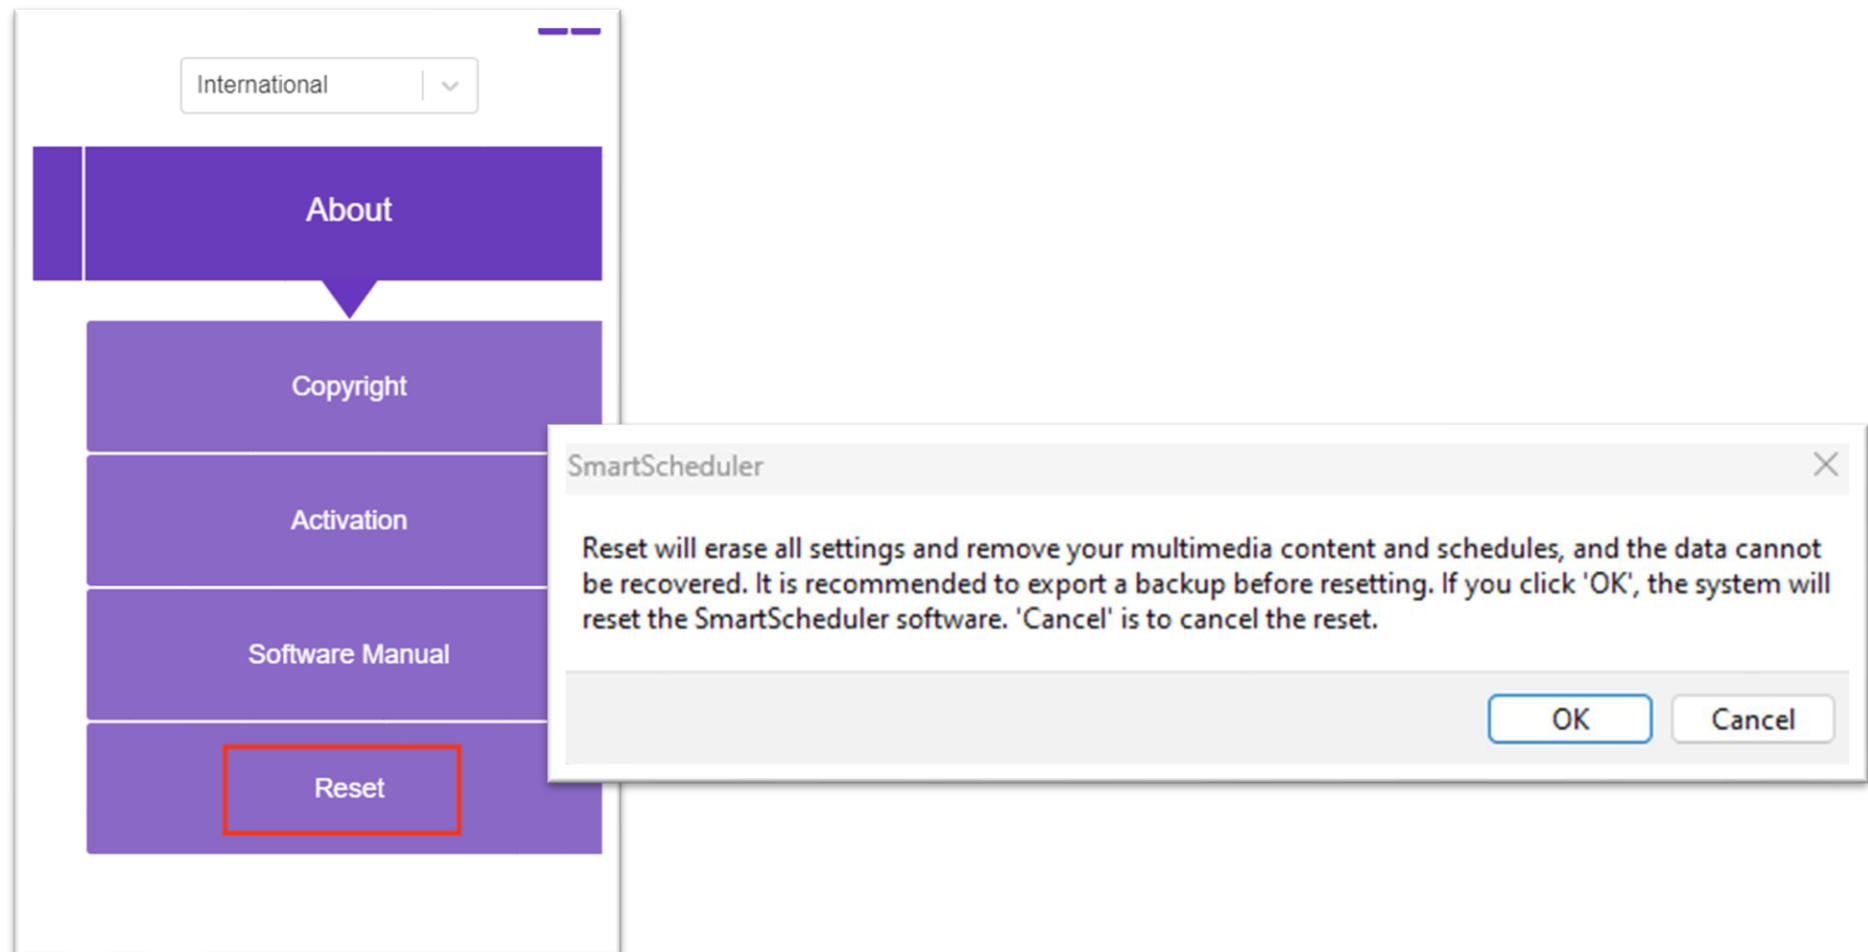 International
About
Copyright
Activation
Software Manual
Reset
SmartScheduler
Reset will erase all settings and remove your multimedia content and schedules, and the data cannot
be recovered. It is recommended to export a backup before resetting. If you click 'OK', the system will
reset the SmartScheduler software. 'Cancel' is to cancel the reset.
OK
Cancel